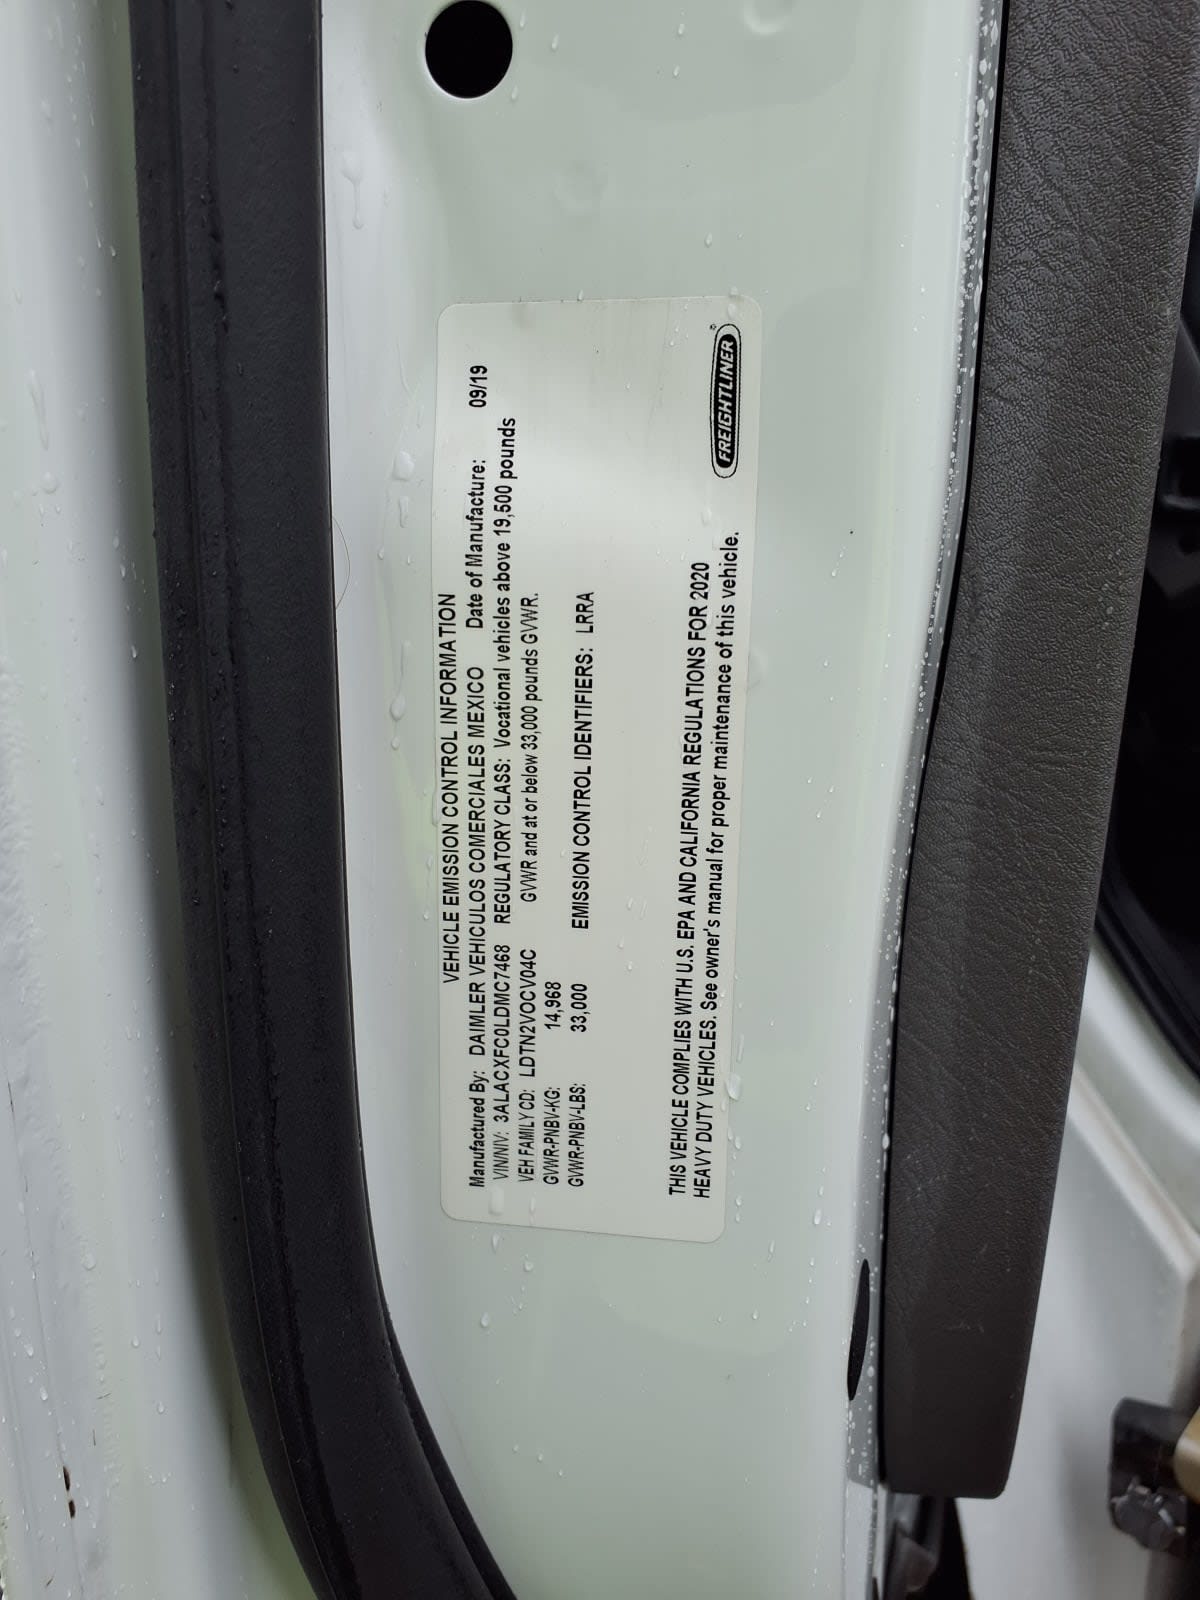 VEHICLE EMISSION CONTROL INFORMATION
Manufactured By: DAIMLER VEHICULOS COMERCIALES MEXICO Date of Manufacture: 09/19
VIN/NIV: 3ALACXFC0LDMC7468 REGULATORY CLASS: Vocational vehicles above 19,500 pounds
VEH FAMILY CD: LDTN2VOCV04C GVWR and at or below 33,000 pounds GVWR.
GVWR-PNBV-KG: 14,968
GVWR-PNBV-LBS: 33,000 EMISSION CONTROL IDENTIFIERS: LRRA
THIS VEHICLE COMPLIES WITH U.S. EPA AND CALIFORNIA REGULATIONS FOR 2020
HEAVY DUTY VEHICLES. See owner's manual for proper maintenance of this vehicle.
FREIGHTLINER